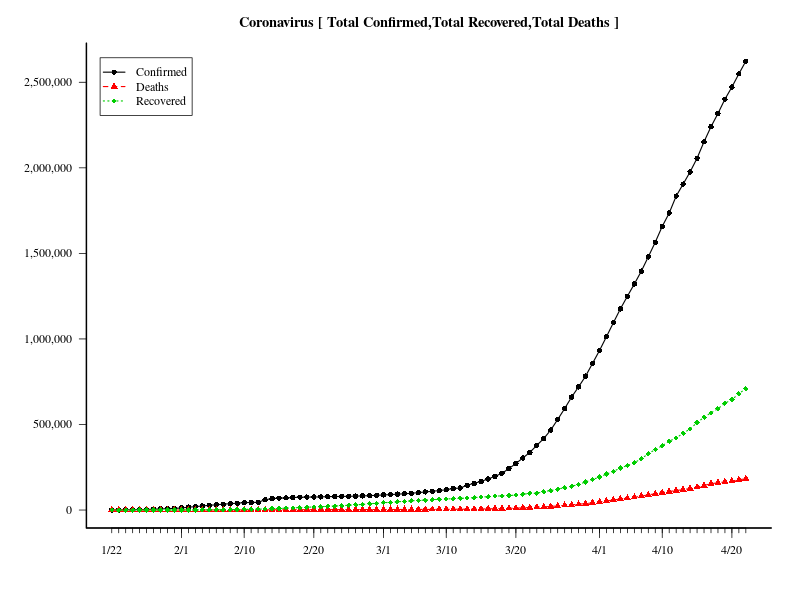 Coronavirus [ Total Confirmed,Total Recovered,Total Deaths ]
Confirmed
Deaths
Recovered
2,500,000
2,000,000
1,500,000
1,000,000
500,000
0
1/22 2/1 2/10 2/20 3/1 3/10 3/20 4/1 4/10 4/20